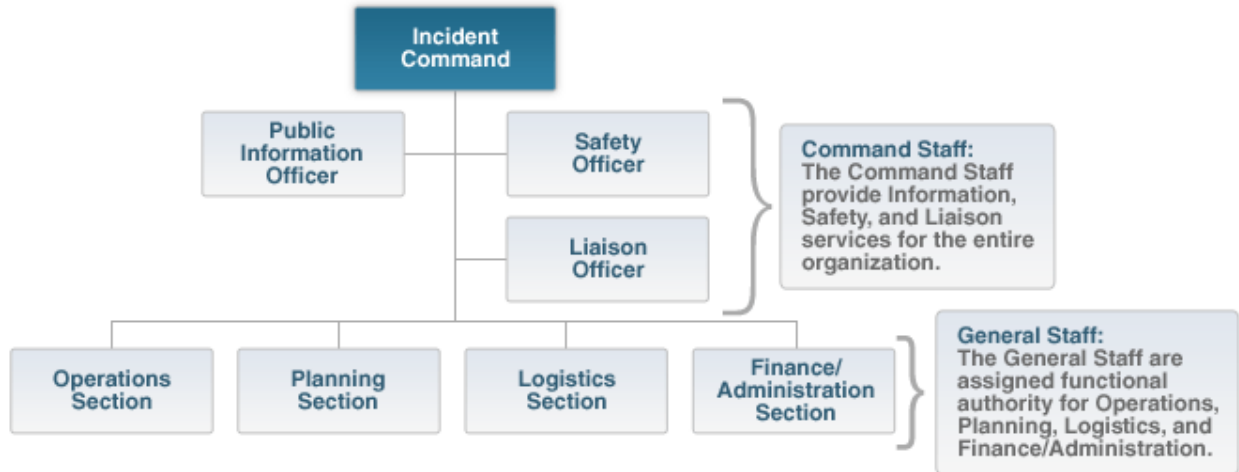 Incident
Command
Public
Information
Officer
Safety
Officer
Liaison
Officer
Command Staff:
The Command Staff
provide Information,
Safety, and Liaison
services for the entire
organization.
Operations
Section
Planning
Section
Logistics
Section
Finance/
Administration
Section
General Staff:
The General Staff are
assigned functional
authority for Operations,
Planning, Logistics, and
Finance/Administration.